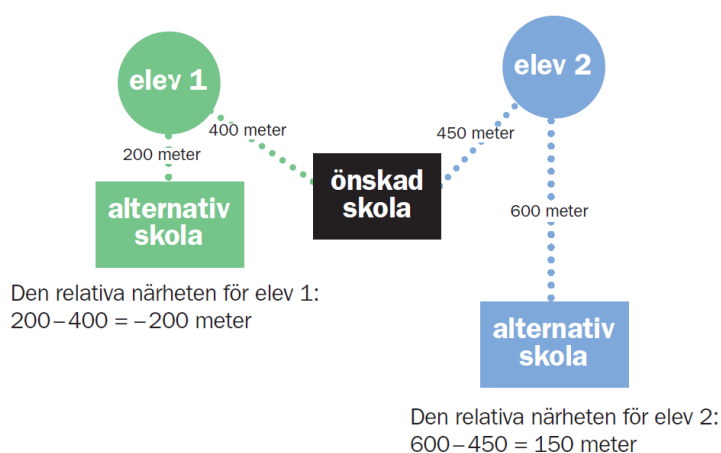 elev 1
400 meter
200 meter
alternativ
skola
Den relativa närheten för elev 1:
200–400 = –200 meter
önskad
skola
elev 2
450 meter
600 meter
alternativ
skola
Den relativa närheten för elev 2:
600–450 = 150 meter